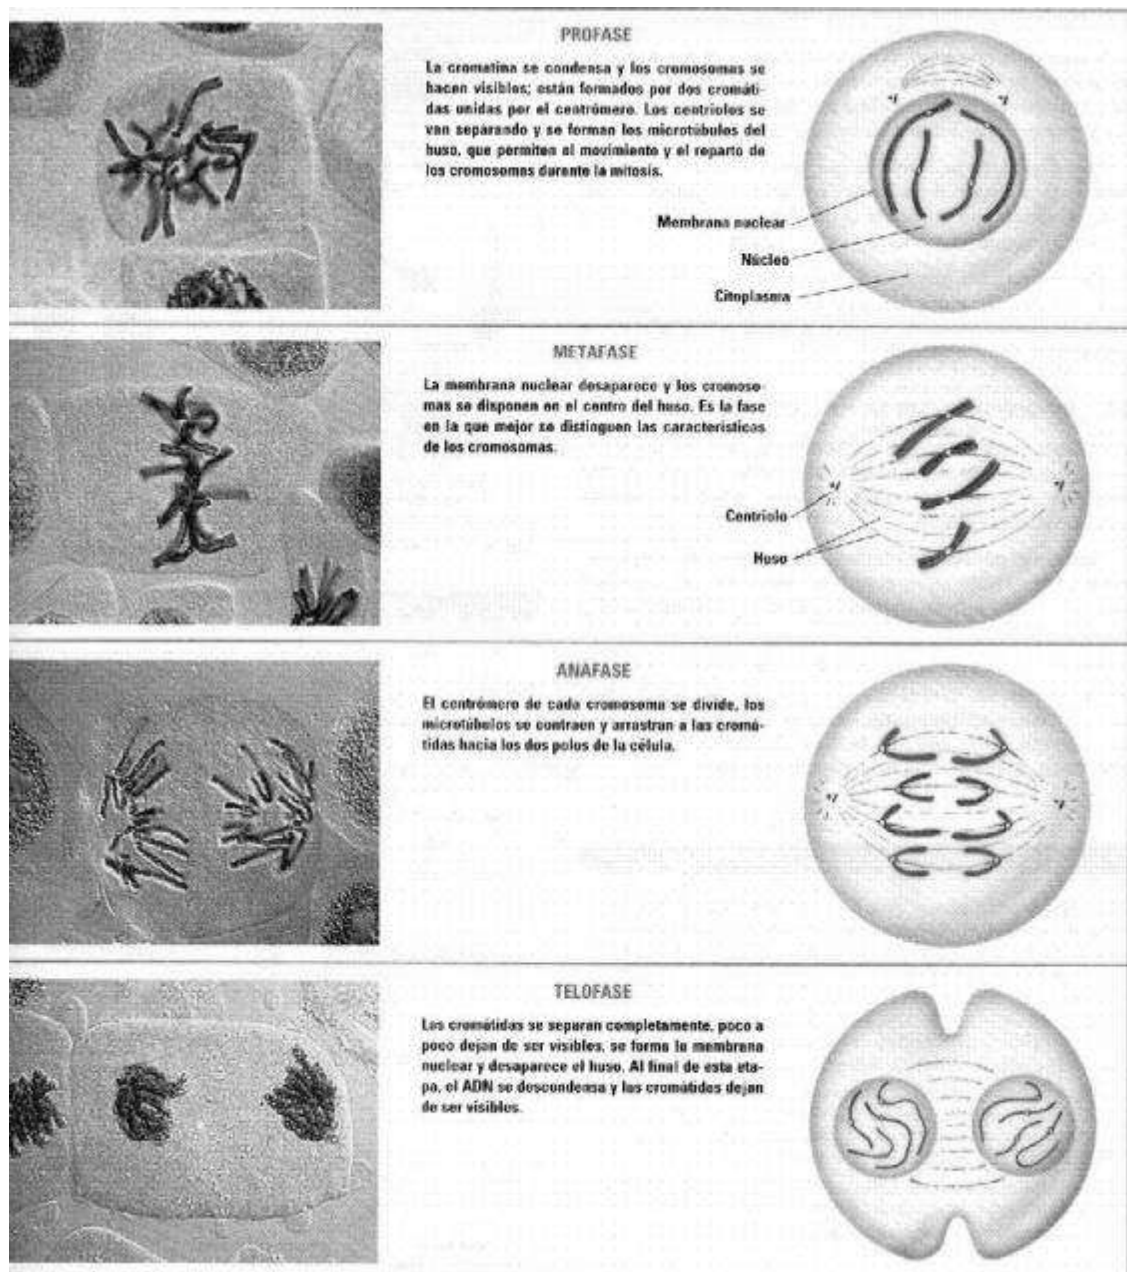 PROFASE
La cromatina se condensa y los cromosomas se
hacen visibles; están formados por dos cromáti-
das unidas por el centrómero. Los centriolos se
van separando y se forman los microtúbulos del
huso, que permiten el movimiento y el reparto de
los cromosomas durante la mitosis.
Membrana nuclear
Núcleo
Citoplasma
METAFASE
La membrana nuclear desaparece y los cromoso-
mas se disponen en el centro del huso. Es la fase
en la que mejor se distinguen las características
de los cromosomas.
Centriolo
Huso
ANAFASE
El centrómero de cada cromosoma se divide, los
microtúbulos se contraen y arrastran a las cromá-
tidas hacia los dos polos de la célula.
TELOFASE
Las cromátidas se separan completamente, poco a
poco dejan de ser visibles, se forma la membrana
nuclear y desaparece el huso. Al final de esta eta-
pa, el ADN se descondensa y las cromátidas dejan
de ser visibles.